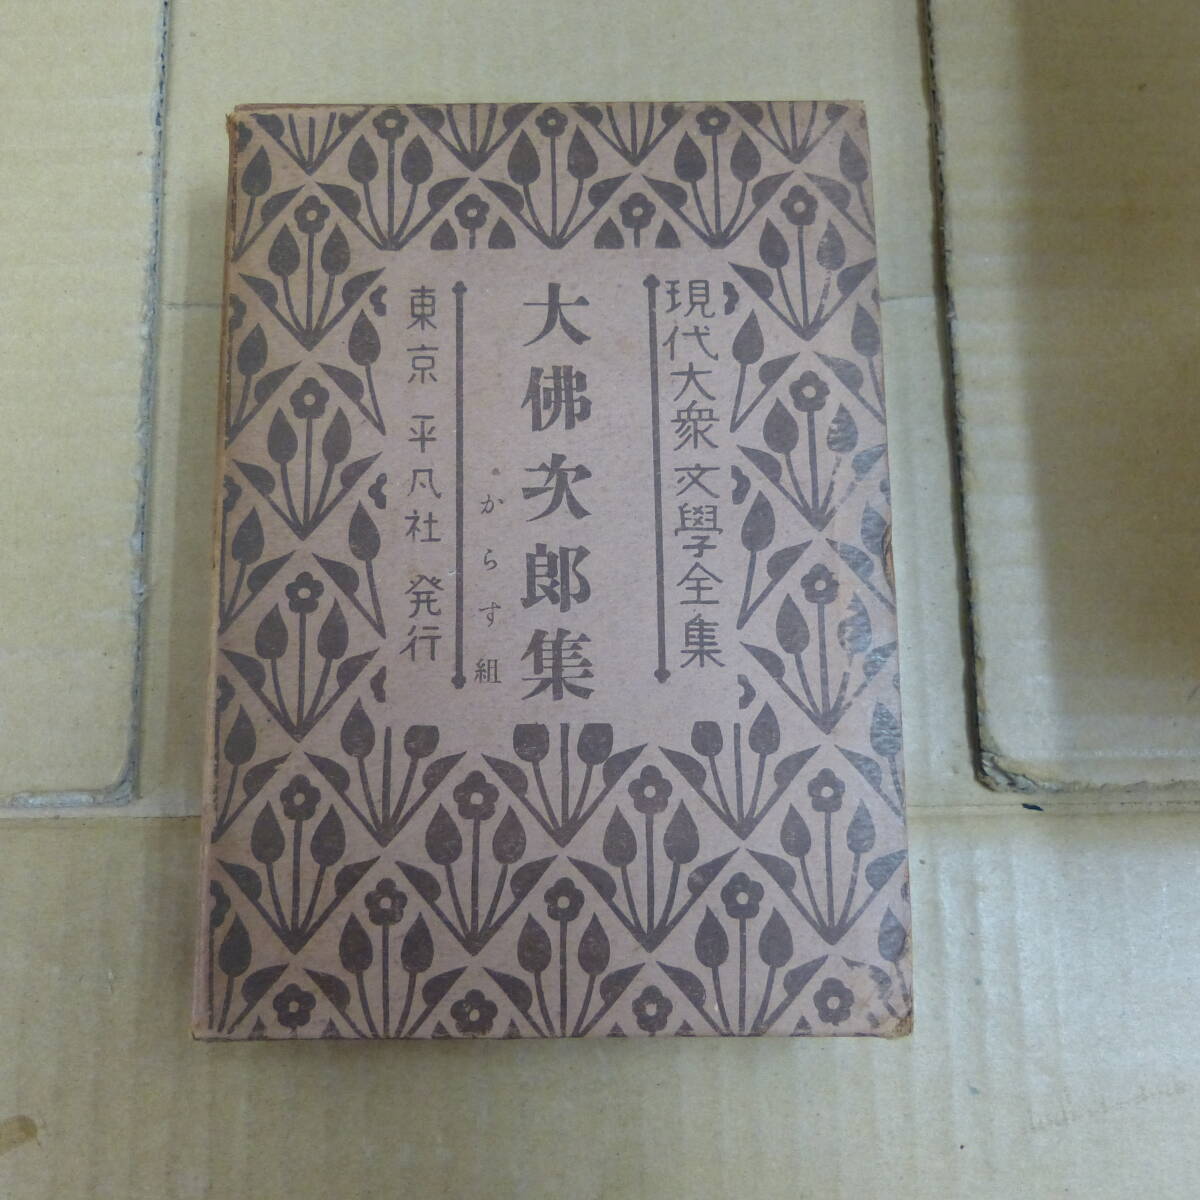 現代大衆文學全集
大佛次郎集
からす組
東京 平凡社 発行